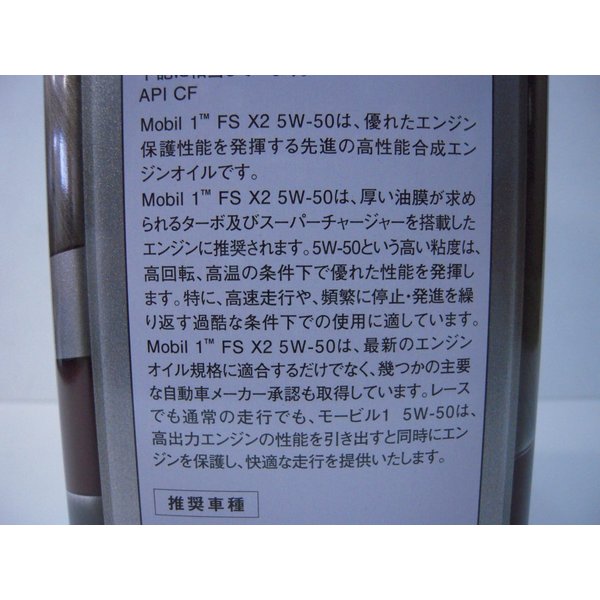 API CF
Mobil 1™ FS X2 5W-50は、優れたエンジン
保護性能を発揮する先進の高性能合成エン
ジンオイルです。
Mobil 1™ FS X2 5W-50は、厚い油膜が求め
られるターボ及びスーパーチャージャーを搭載した
エンジンに推奨されます。5W-50という高い粘度は、
高回転、高温の条件下で優れた性能を発揮し
ます。特に、高速走行や、頻繁に停止・発進を繰
り返す過酷な条件下での使用に適しています。
Mobil 1™ FS X2 5W-50は、最新のエンジン
オイル規格に適合するだけでなく、幾つかの主要
な自動車メーカー承認も取得しています。レース
でも通常の走行でも、モービル1 5W-50は、
高出力エンジンの性能を引き出すと同時にエン
ジンを保護し、快適な走行を提供いたします。
推奨車種